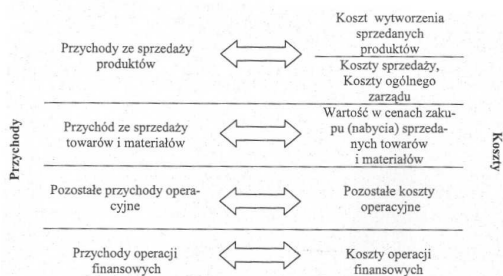 Przychody
Przychody ze sprzedaży
produktów
Koszt wytworzenia
sprzedanych
produktów
Koszty sprzedaży,
Koszty ogólnego
zarządu
Przychód ze sprzedaży
towarów i materiałów
Wartość w cenach zaku-
pu (nabycia) sprzeda-
nych towarów
i materiałów
Pozostałe przychody opera-
cyjne
Pozostałe koszty
operacyjne
Przychody operacji
finansowych
Koszty operacji
finansowych
Koszty